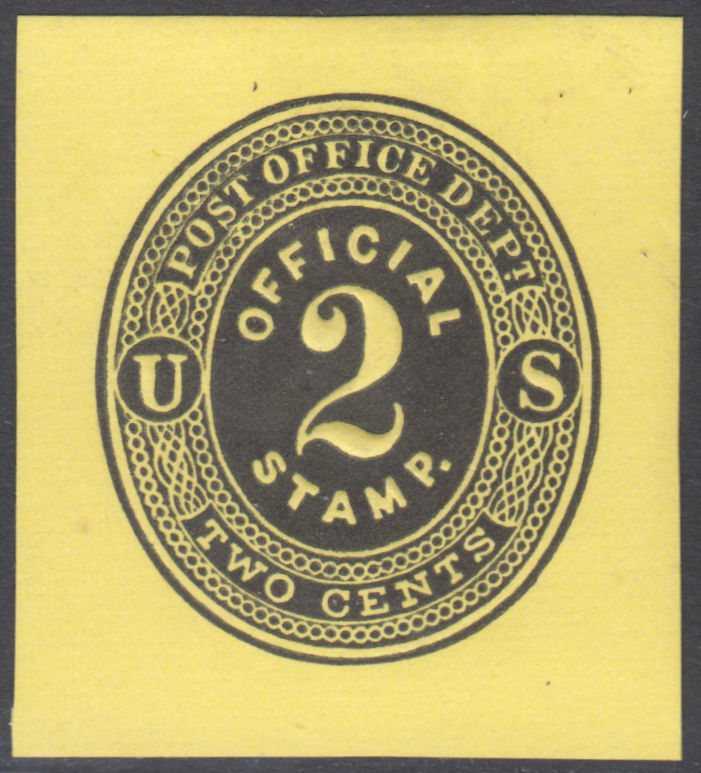 POST OFFICE DEPT.
OFFICIAL
2
U S
STAMP.
TWO CENTS